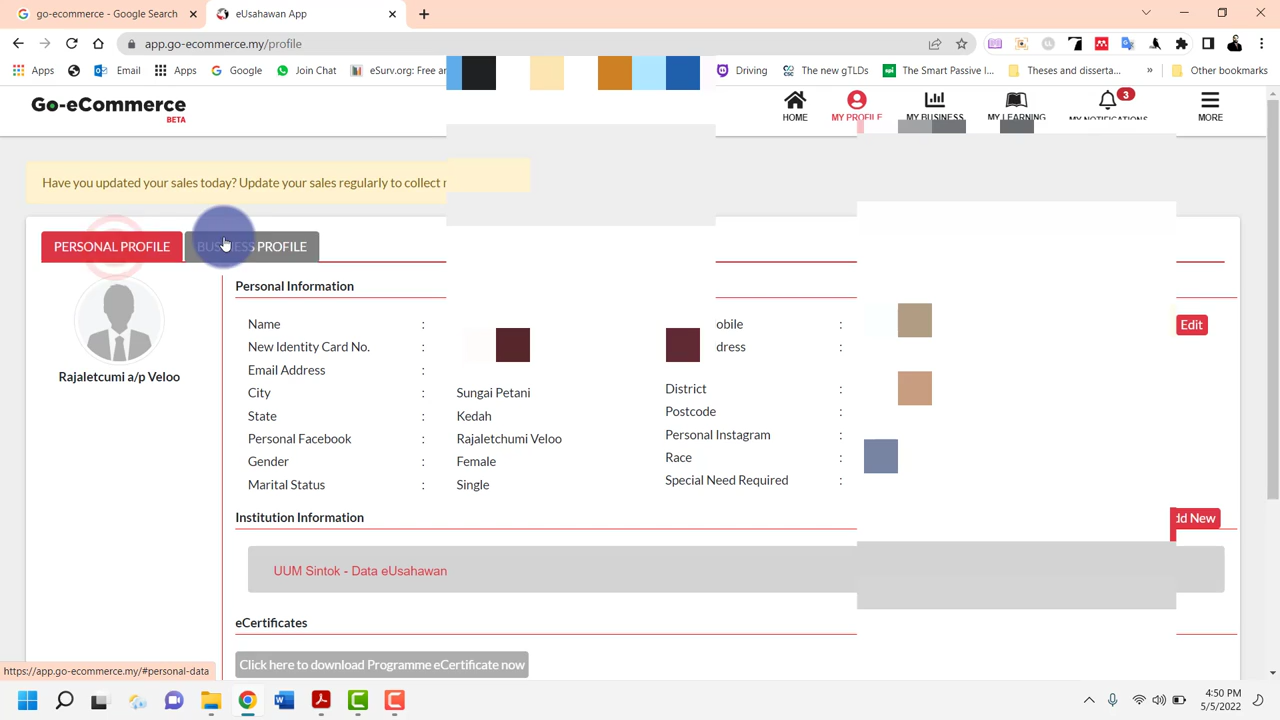 go-ecommerce - Google Search
eUsahawan App
app.go-ecommerce.my/profile
Apps
Email
Google
Join Chat
eSurv.org: Free
Driving
The new gTLDs
The Smart Passive I...
Theses and disserta...
Other bookmarks
Go-eCommerce
BETA
HOME
MY PROFILE
MY BUSINESS
MY LEARNING
3
MY NOTIFICATIONS
MORE
Have you updated your sales today? Update your sales regularly to collect
PERSONAL PROFILE
BUSINESS PROFILE
Rajaletcumi a/p Veloo
Personal Information
Name :
New Identity Card No. :
Email Address :
City : Sungai Petani
State : Kedah
Personal Facebook : Rajaletchumi Veloo
Gender : Female
Marital Status : Single
obile :
dress :
District :
Postcode :
Personal Instagram :
Race :
Special Need Required :
Edit
Institution Information
dd New
UUM Sintok - Data eUsahawan
eCertificates
Click here to download Programme eCertificate now
https://app.go-ecommerce.my/#personal-data
4:50 PM
5/5/2022